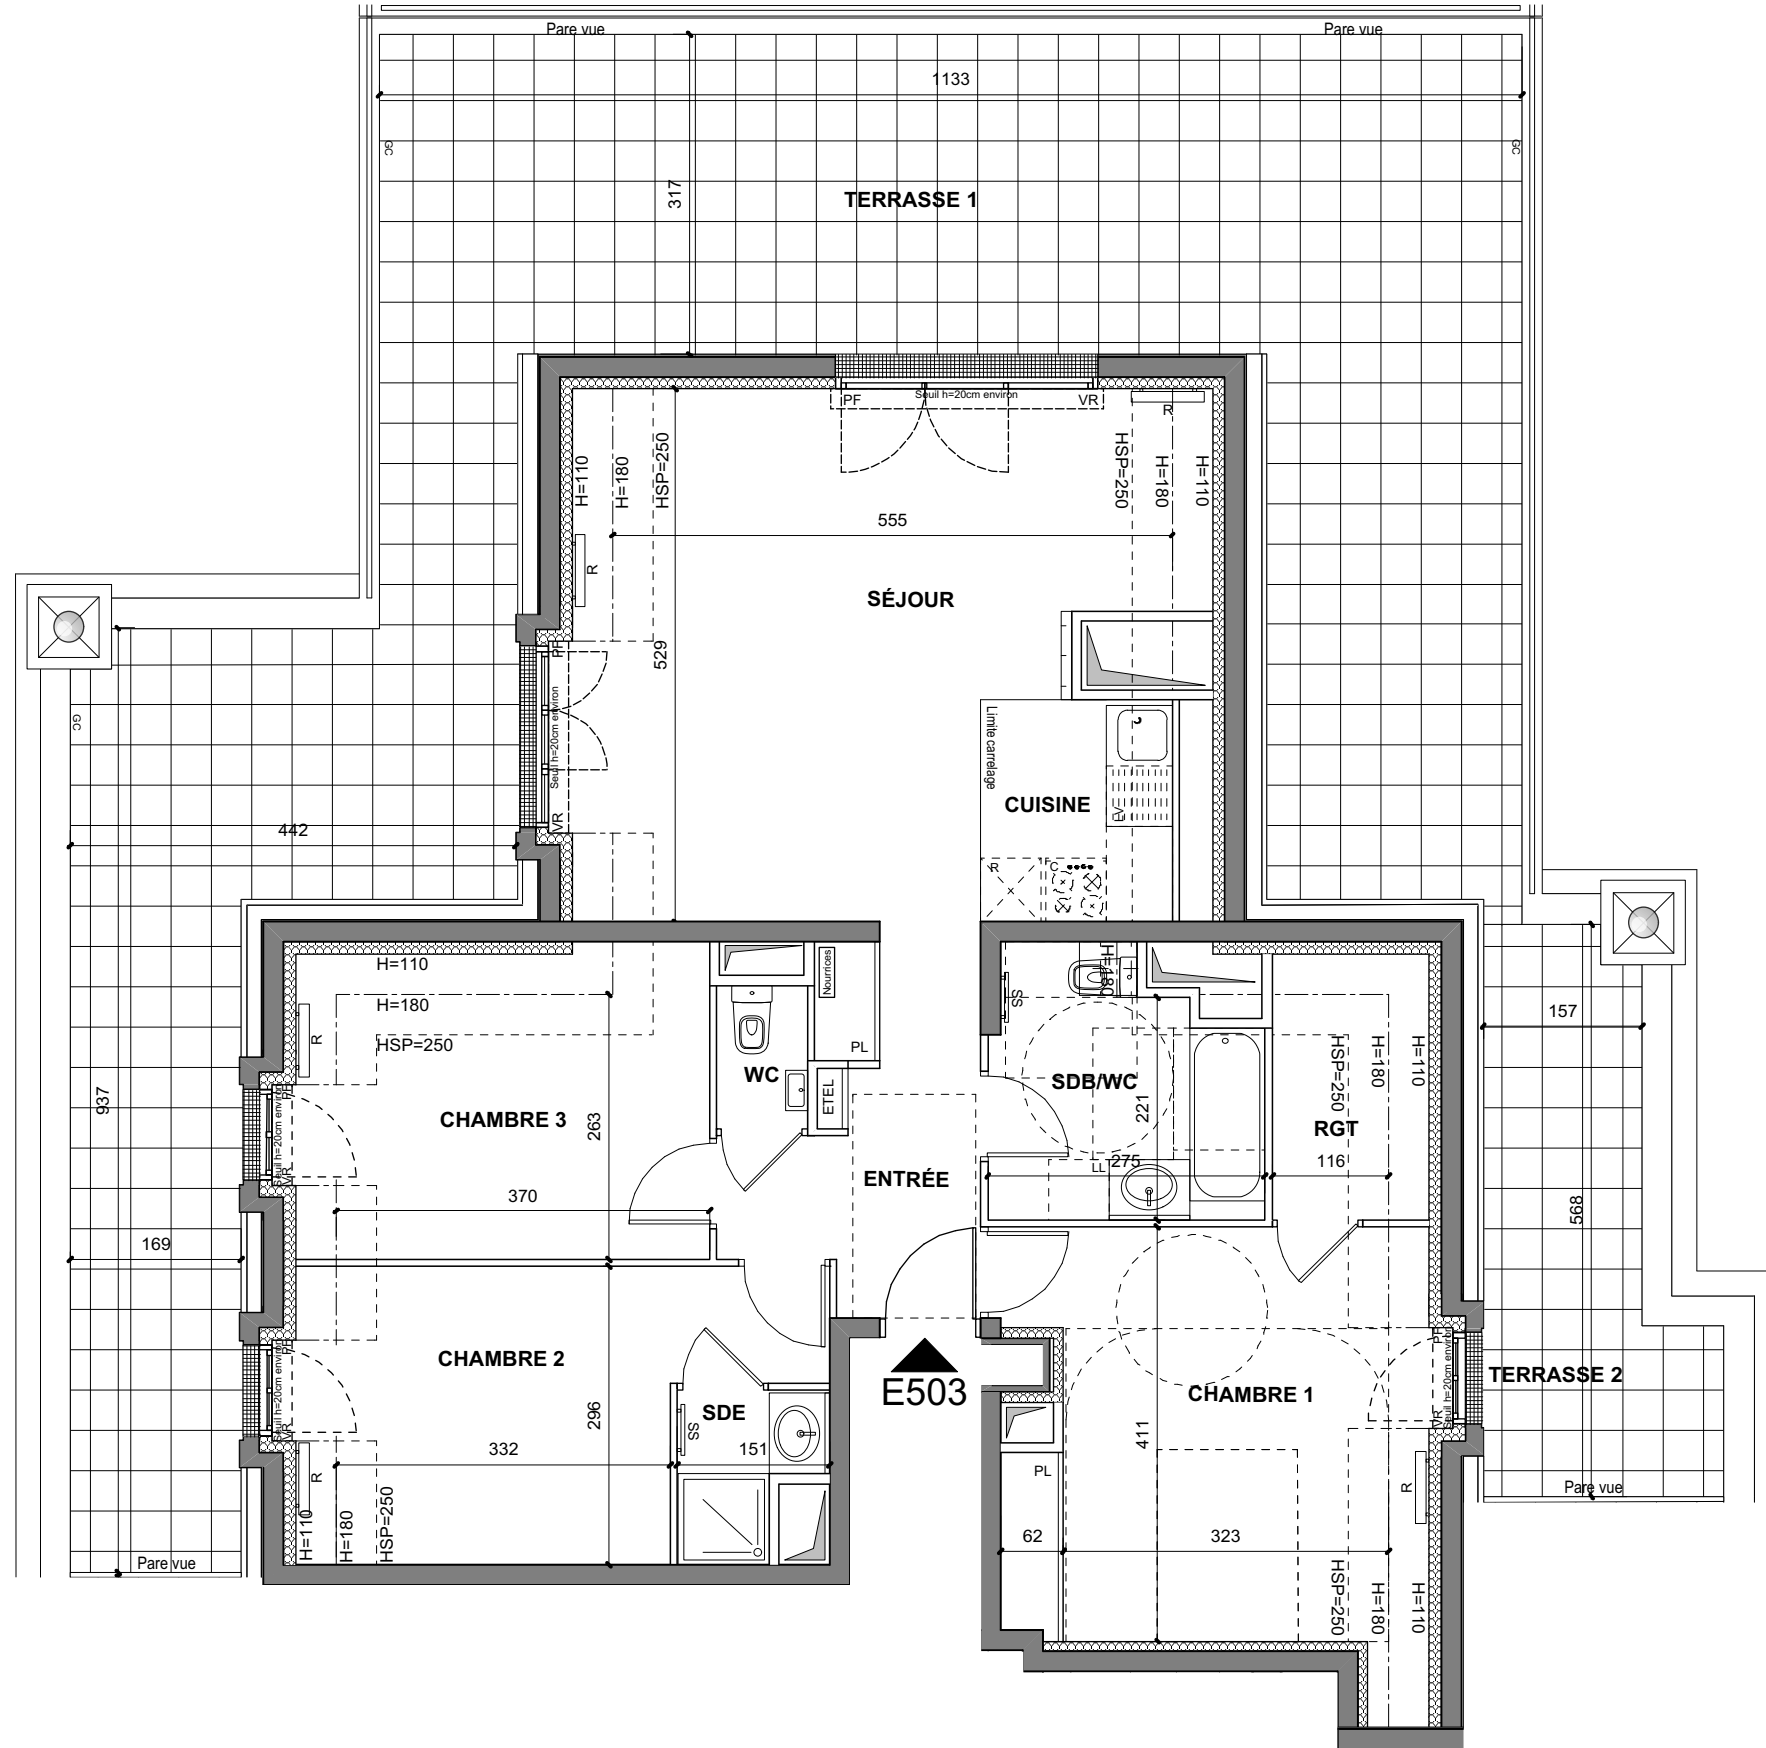 Pare vue
Pare vue
1133
GC
GC
317
TERRASSE 1
PF
Seuil h=20cm environ
VR
R
H=110
H=180
HSP=250
HSP=250
H=180
H=110
555
R
SÉJOUR
529
PF
Seuil h=20cm environ
VR
GC
442
Limite carrelage
CUISINE
LV
R
C
H=110
H=180
HSP=250
R
Nourrices
PL
WC
ETEL
H=180
SS
SDB/WC
221
LL
275
RGT
116
HSP=250
H=180
H=110
157
937
PF
Seuil h=20cm environ
VR
CHAMBRE 3
263
370
ENTRÉE
568
169
CHAMBRE 2
296
332
PF
Seuil h=20cm environ
VR
R
H=110
H=180
HSP=250
SDE
SS
151
E503
CHAMBRE 1
411
PF
Seuil h=20cm environ
VR
TERRASSE 2
PL
R
62
323
HSP=250
H=180
H=110
Pare vue
Pare vue